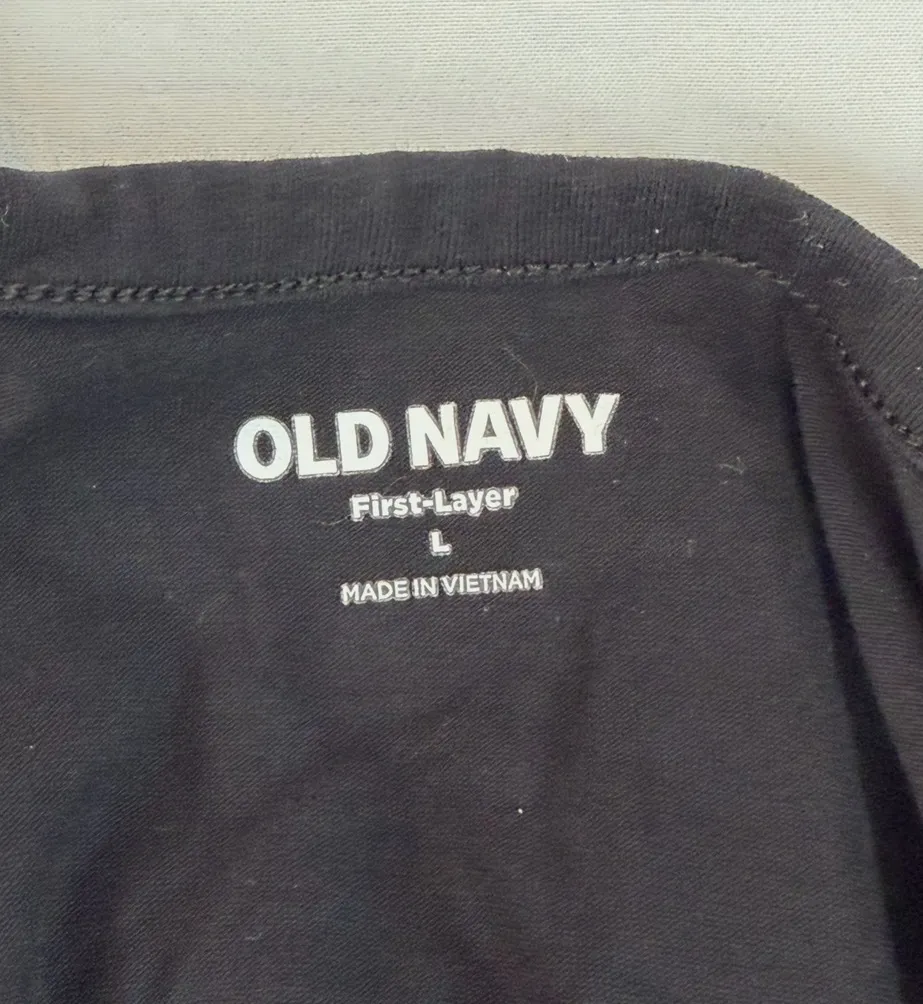 OLD NAVY
First-Layer
L
MADE IN VIETNAM